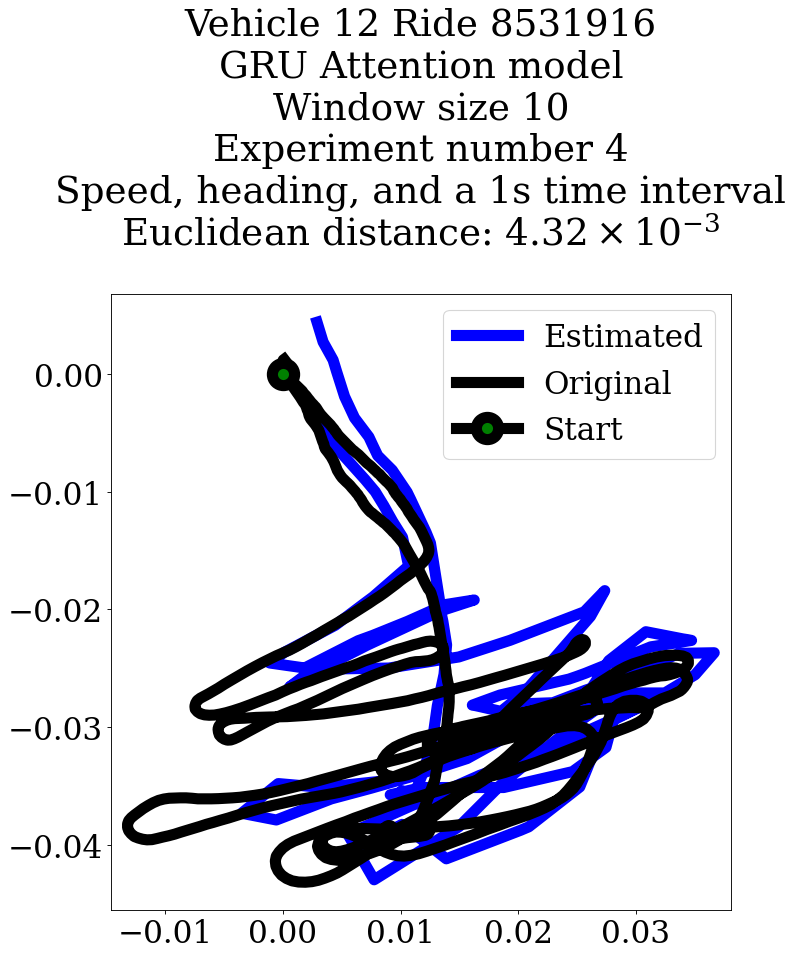 Vehicle 12 Ride 8531916
GRU Attention model
Window size 10
Experiment number 4
Speed, heading, and a 1s time interval
Euclidean distance: 4.32 × 10⁻³
Estimated
Original
Start
0.00
−0.01
−0.02
−0.03
−0.04
−0.01 0.00 0.01 0.02 0.03